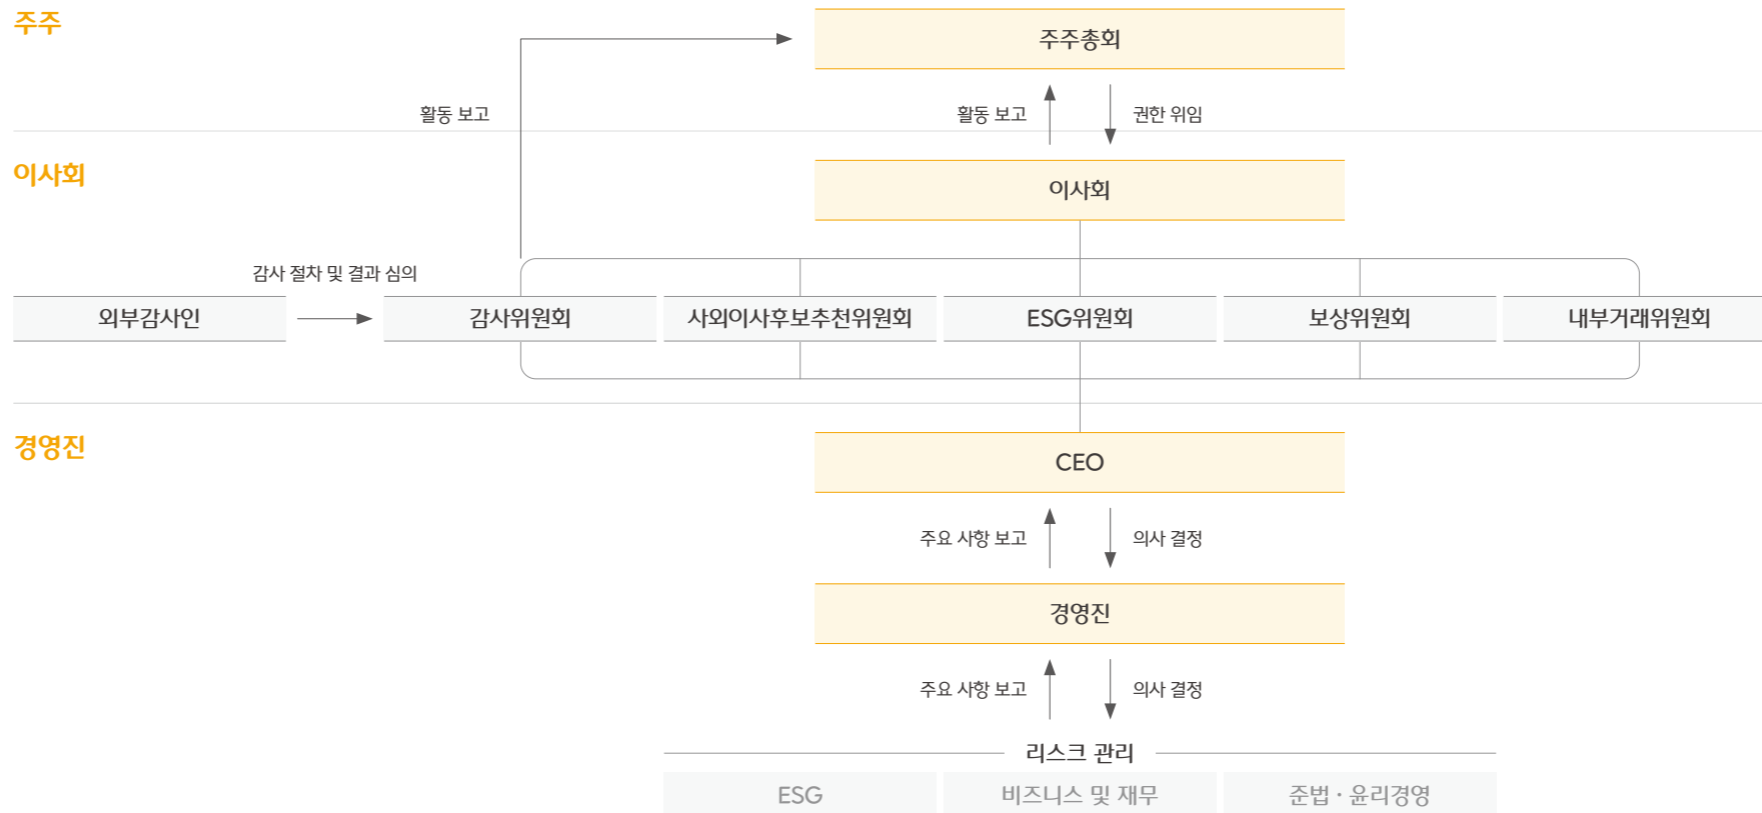 주주
주주총회
활동 보고
활동 보고
권한 위임
이사회
이사회
감사 절차 및 결과 심의
외부감사인
감사위원회
사외이사후보추천위원회
ESG위원회
보상위원회
내부거래위원회
경영진
CEO
주요 사항 보고
의사 결정
경영진
주요 사항 보고
의사 결정
리스크 관리
ESG
비즈니스 및 재무
준법 · 윤리경영